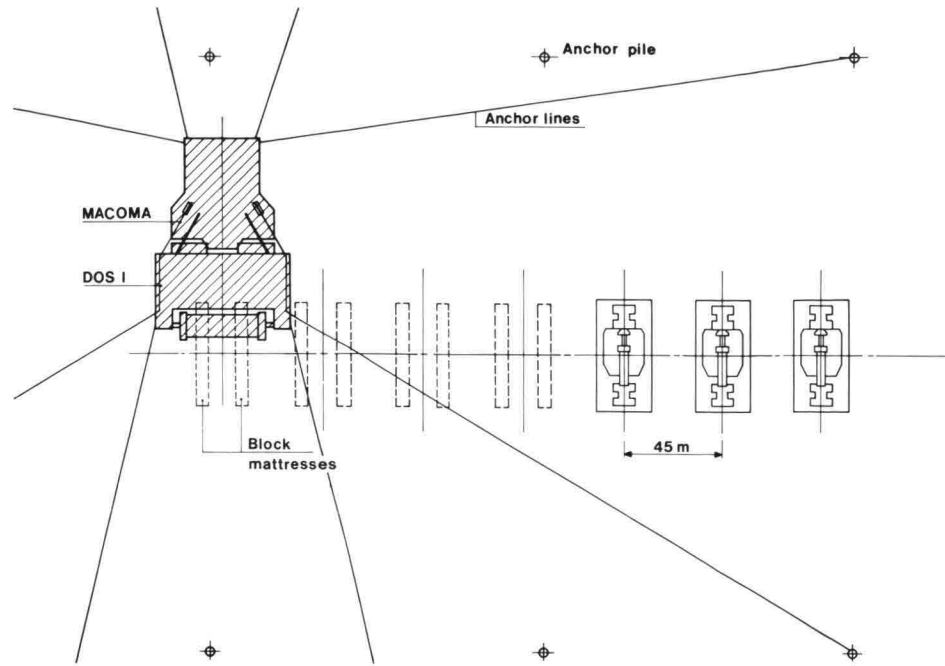 Anchor pile
Anchor lines
MACOMA
DOS I
Block
mattresses
45 m